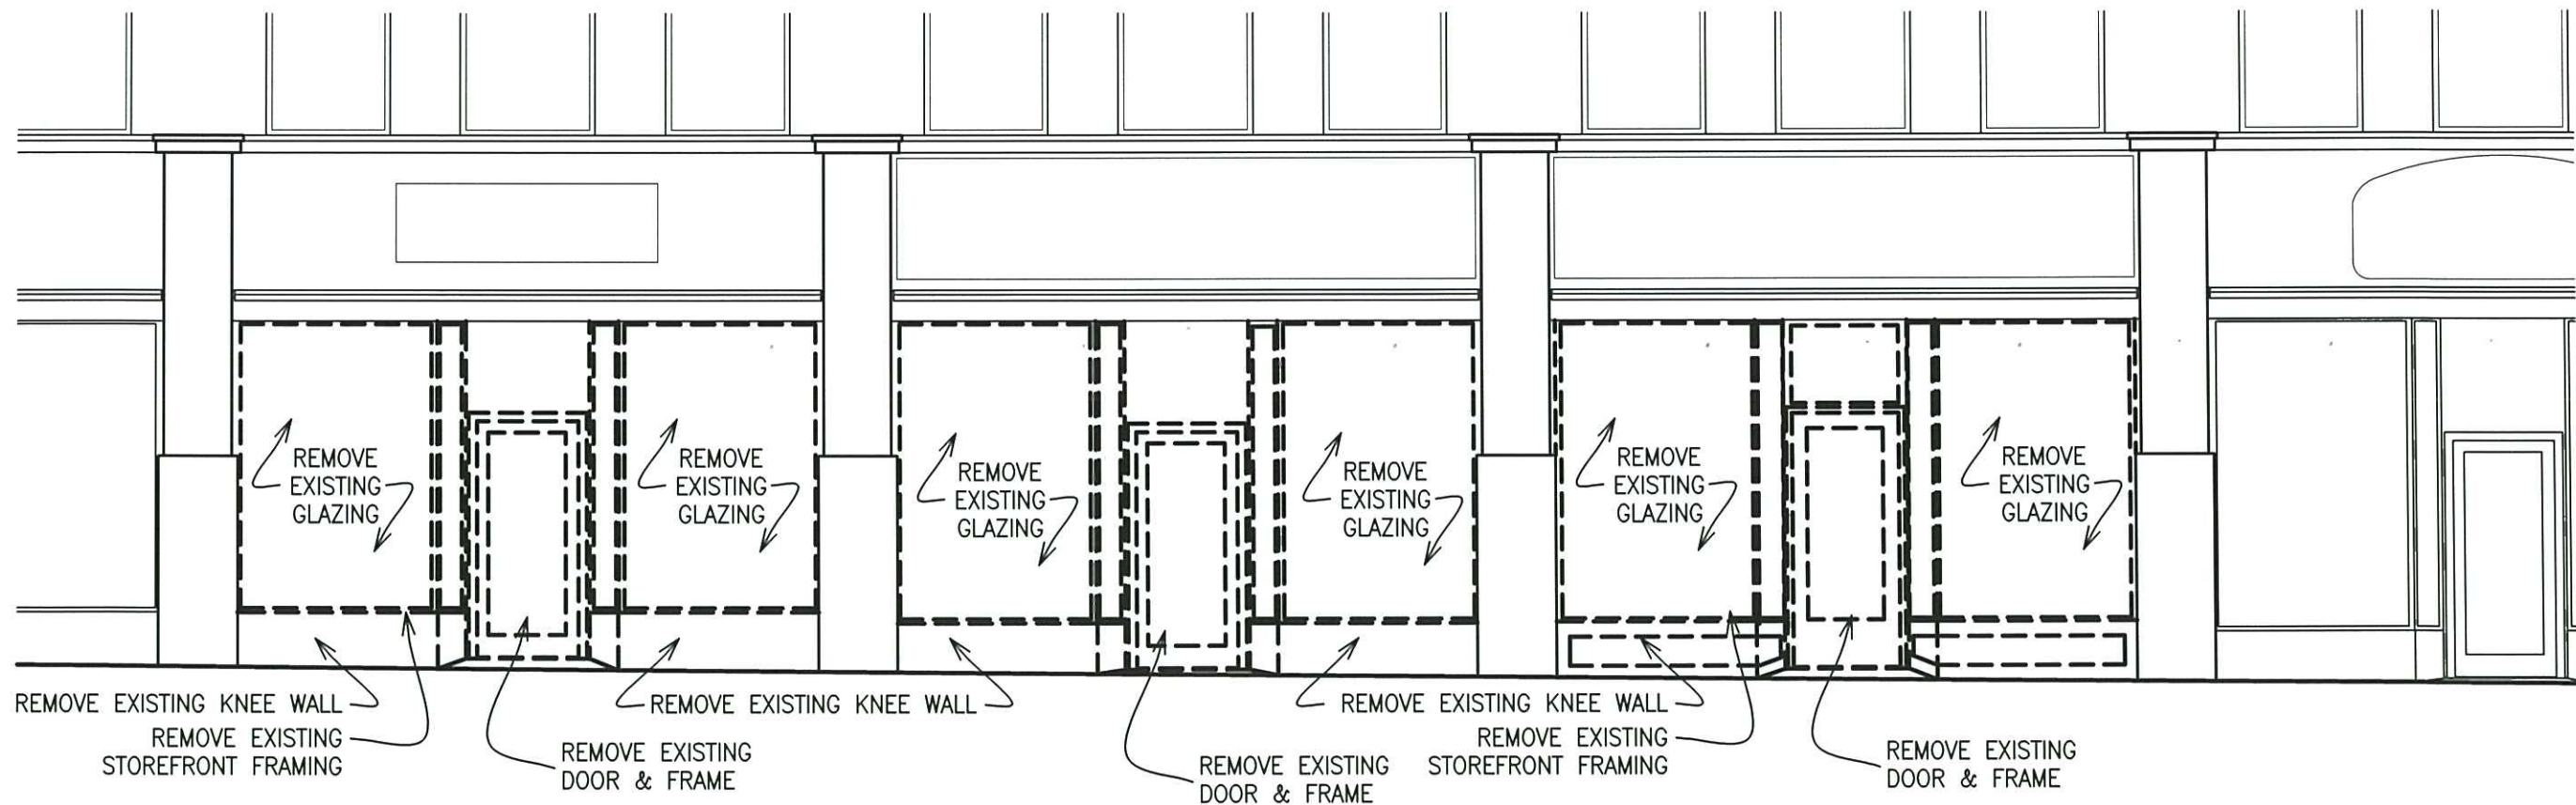 REMOVE
EXISTING
GLAZING
REMOVE
EXISTING
GLAZING
REMOVE
EXISTING
GLAZING
REMOVE
EXISTING
GLAZING
REMOVE
EXISTING
GLAZING
REMOVE
EXISTING
GLAZING
REMOVE EXISTING KNEE WALL
REMOVE EXISTING
STOREFRONT FRAMING
REMOVE EXISTING
DOOR & FRAME
REMOVE EXISTING KNEE WALL
REMOVE EXISTING
DOOR & FRAME
REMOVE EXISTING KNEE WALL
REMOVE EXISTING
STOREFRONT FRAMING
REMOVE EXISTING
DOOR & FRAME